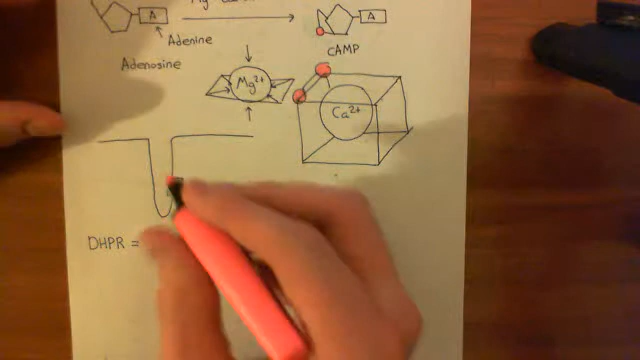 A
A
Adenine
CAMP
Adenosine
Mg²⁺
Ca²⁺
DHPR =